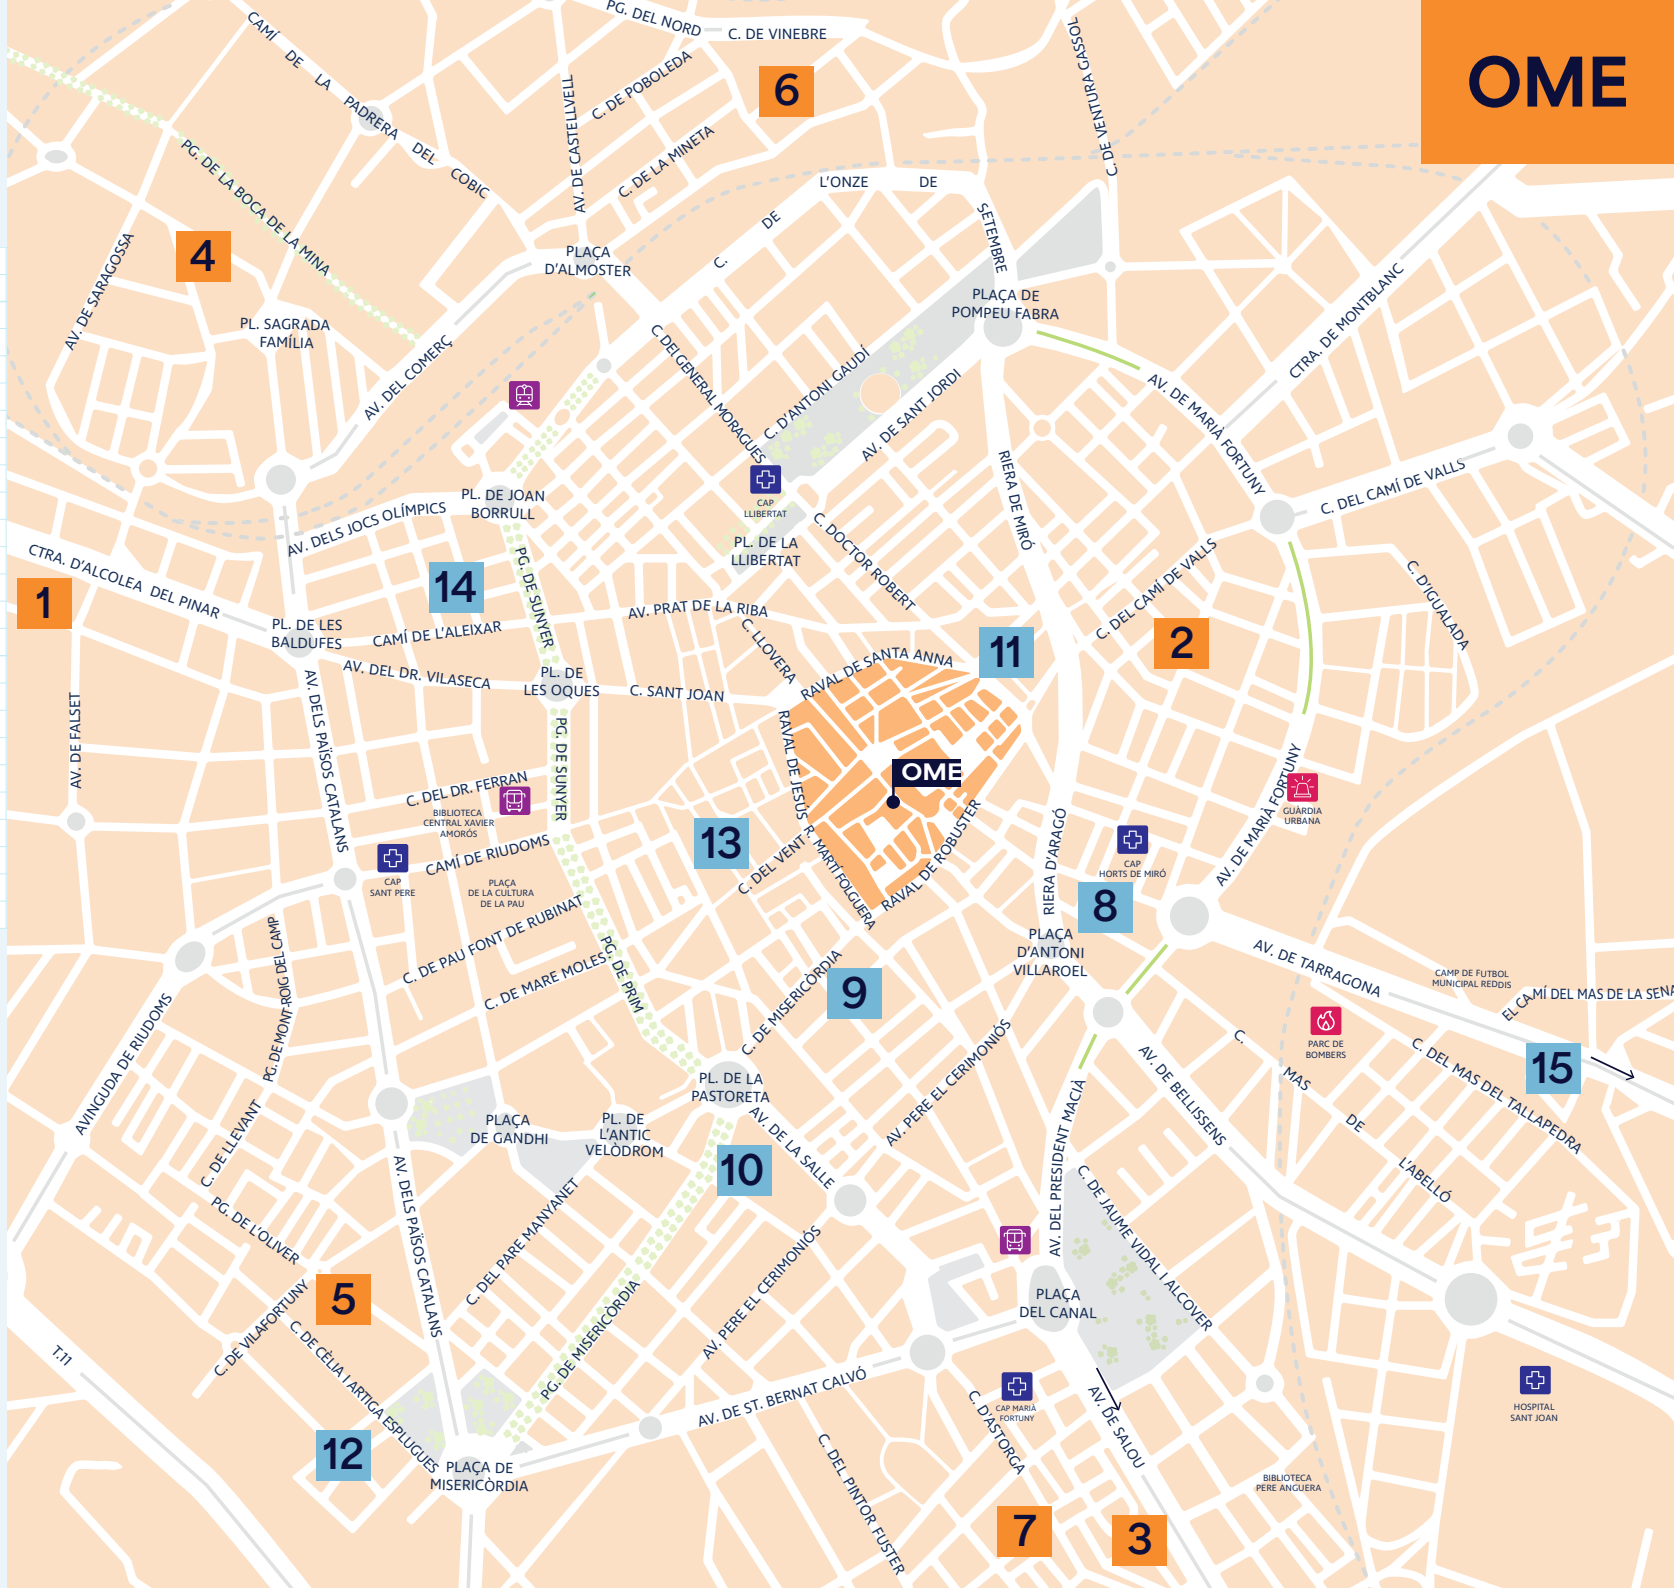 OME
PG. DEL NORD
C. DE VINEBRE
CAMÍ DE LA PADRERA DEL COBIC
C. DE POBOLEDA
6
C. DE VENTURA GASSOL
AV. DE CASTELLVELL
C. DE LA MINETA
PG. DE LA BOCA DE LA MINA
C. DE L'ONZE DE SETEMBRE
4
AV. DE SARAGOSSA
PLAÇA
D'ALMOSTER
PL. SAGRADA
FAMÍLIA
PLAÇA DE
POMPEU FABRA
CTRA. DE MONTBLANC
AV. DEL COMERÇ
C. DEL GENERAL MORAGUES
C. D'ANTONI GAUDÍ
AV. DE SANT JORDI
AV. DE MARIÀ FORTUNY
RIERA DE MIRÓ
C. DEL CAMÍ DE VALLS
PL. DE JOAN
BORRULL
AV. DELS JOCS OLÍMPICS
CAP
LLIBERTAT
PL. DE LA
LLIBERTAT
C. DOCTOR ROBERT
C. DEL CAMÍ DE VALLS
C. D'IGUALADA
CTRA. D'ALCOLEA DEL PINAR
1
14
PG. DE SUNYER
AV. PRAT DE LA RIBA
PL. DE LES
BALDUFES
CAMÍ DE L'ALEIXAR
C. LLOVERA
RAVAL DE SANTA ANNA
11
2
AV. DEL DR. VILASECA
PL. DE
LES OQUES
C. SANT JOAN
AV. DE FALSET
AV. DELS PAÏSOS CATALANS
PG. DE SUNYER
RAVAL DE JESÚS
OME
C. DEL DR. FERRAN
BIBLIOTECA
CENTRAL XAVIER
AMORÓS
GUÀRDIA
URBANA
AV. DE MARIÀ FORTUNY
13
C. DEL VENT
R. MARTÍ FOLGUERA
RAVAL DE ROBUSTER
RIERA D'ARAGÓ
CAP
HORTS DE MIRÓ
8
CAMÍ DE RIUDOMS
CAP
SANT PERE
PLAÇA
DE LA CULTURA
DE LA PAU
C. DE PAU FONT DE RUBINAT
PG. DE MONT-ROIG DEL CAMP
C. DE MARE MOLES
PG. DE PRIM
C. DE MISERICÒRDIA
9
PLAÇA
D'ANTONI
VILLAROEL
AV. DE TARRAGONA
CAMP DE FUTBOL
MUNICIPAL REDDIS
EL CAMÍ DEL MAS DE LA SENA
AVINGUDA DE RIUDOMS
PARC DE
BOMBERS
15
C. DEL MAS DEL TALLAPEDRA
C. MAS DE L'ABELLÓ
AV. DE BELLISSENS
AV. PERE EL CERIMONIÓS
PL. DE LA
PASTORETA
C. DE LLEVANT
PLAÇA
DE GANDHI
PL. DE
L'ANTIC
VELÒDROM
10
AV. DE LA SALLE
AV. DEL PRESIDENT MACIÀ
C. DE JAUME VIDAL I ALCOVER
PG. DE L'OLIVER
AV. DELS PAÏSOS CATALANS
C. DEL PARE MANYANET
AV. PERE EL CERIMONIÓS
PG. DE MISERICÒRDIA
5
C. DE VILAFORTUNY
C. DE CÈLIA I ARTIGA ESPLUGUES
PLAÇA
DEL CANAL
T.11
AV. DE ST. BERNAT CALVÓ
CAP MARIÀ
FORTUNY
C. D'ASTORGA
AV. DE SALOU
HOSPITAL
SANT JOAN
12
PLAÇA DE
MISERICÒRDIA
C. DEL PINTOR FUSTER
BIBLIOTECA
PERE ANGUERA
7
3